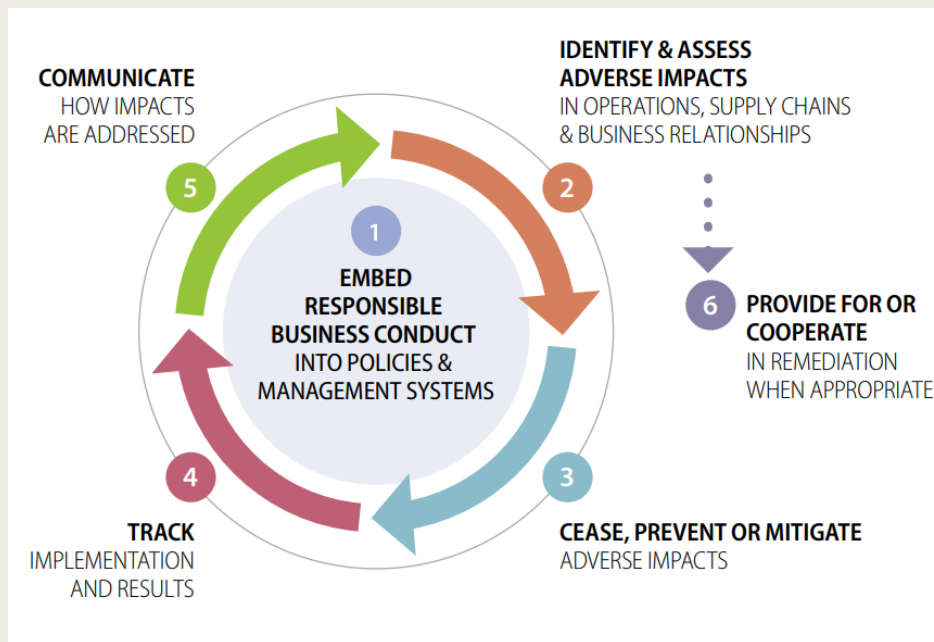 COMMUNICATE
HOW IMPACTS
ARE ADDRESSED
5
IDENTIFY & ASSESS
ADVERSE IMPACTS
IN OPERATIONS, SUPPLY CHAINS
& BUSINESS RELATIONSHIPS
2
1
EMBED
RESPONSIBLE
BUSINESS CONDUCT
INTO POLICIES &
MANAGEMENT SYSTEMS
6
PROVIDE FOR OR
COOPERATE
IN REMEDIATION
WHEN APPROPRIATE
4
TRACK
IMPLEMENTATION
AND RESULTS
3
CEASE, PREVENT OR MITIGATE
ADVERSE IMPACTS